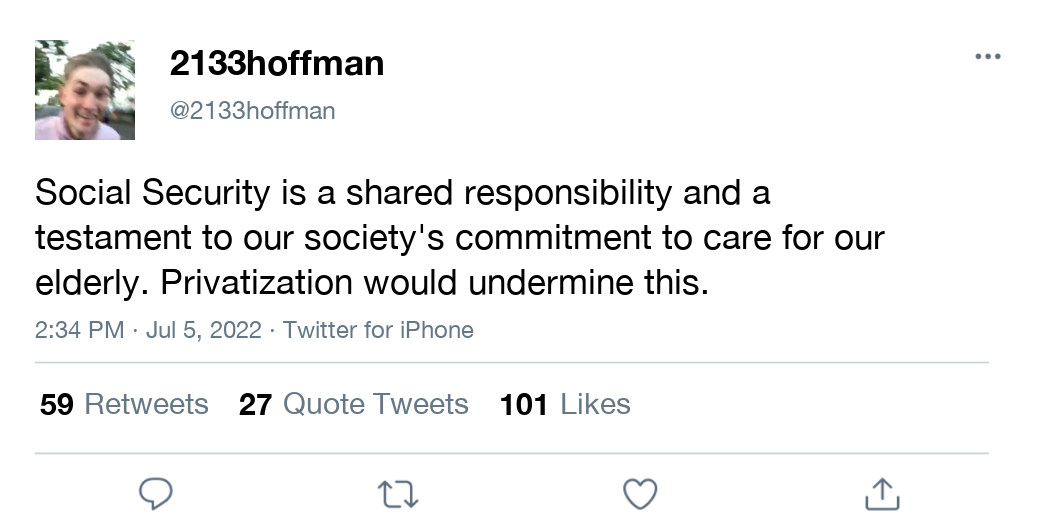 2133hoffman
@2133hoffman
Social Security is a shared responsibility and a
testament to our society's commitment to care for our
elderly. Privatization would undermine this.
2:34 PM · Jul 5, 2022 · Twitter for iPhone
59 Retweets 27 Quote Tweets 101 Likes